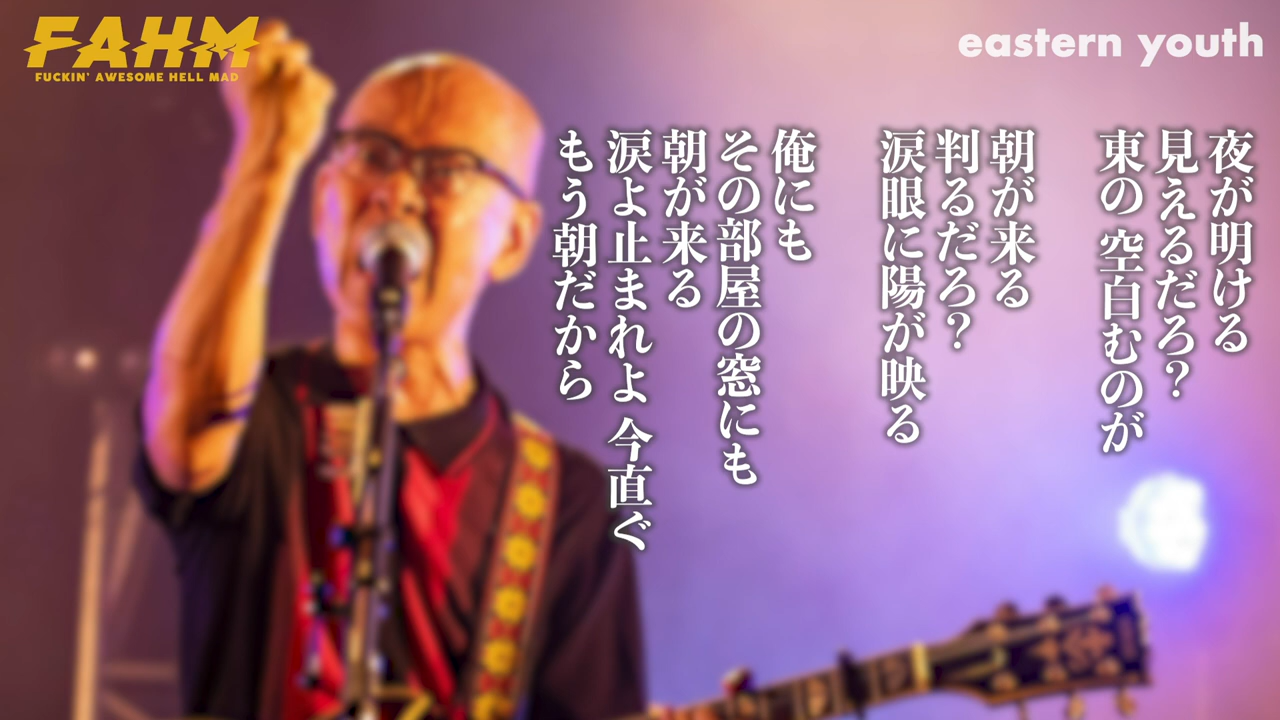 FAHM
FUCKIN' AWESOME HELL MAD
eastern youth
夜が明ける
見えるだろ?
東の 空白むのが
朝が来る
判るだろ?
涙眼に陽が映る
俺にも
その部屋の窓にも
朝が来る
涙よ止まれよ 今直ぐ
もう朝だから